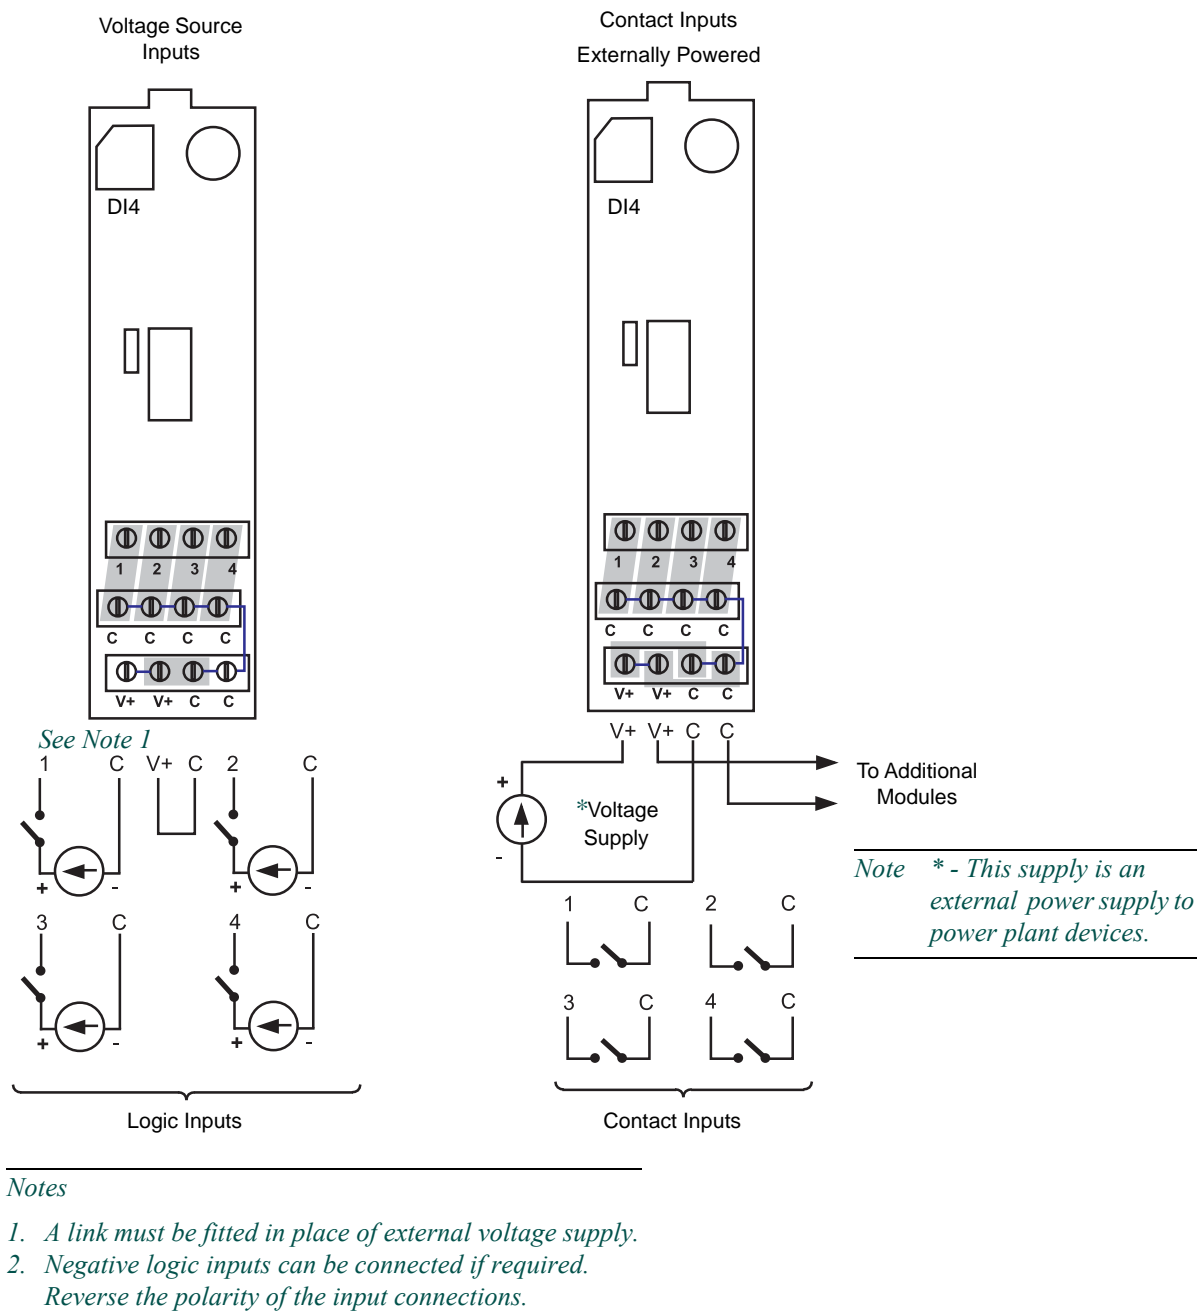 Voltage Source
Inputs
DI4
1 2 3 4
C C C C
V+ V+ C C
See Note 1
1 C V+ C 2 C
+ - + -
3 C 4 C
+ - + -
Logic Inputs
Contact Inputs
Externally Powered
DI4
1 2 3 4
C C C C
V+ V+ C C
V+ V+ C C
+
*Voltage
Supply
-
To Additional
Modules
Note * - This supply is an
external power supply to
power plant devices.
1 C 2 C
3 C 4 C
Contact Inputs
Notes
1. A link must be fitted in place of external voltage supply.
2. Negative logic inputs can be connected if required.
Reverse the polarity of the input connections.